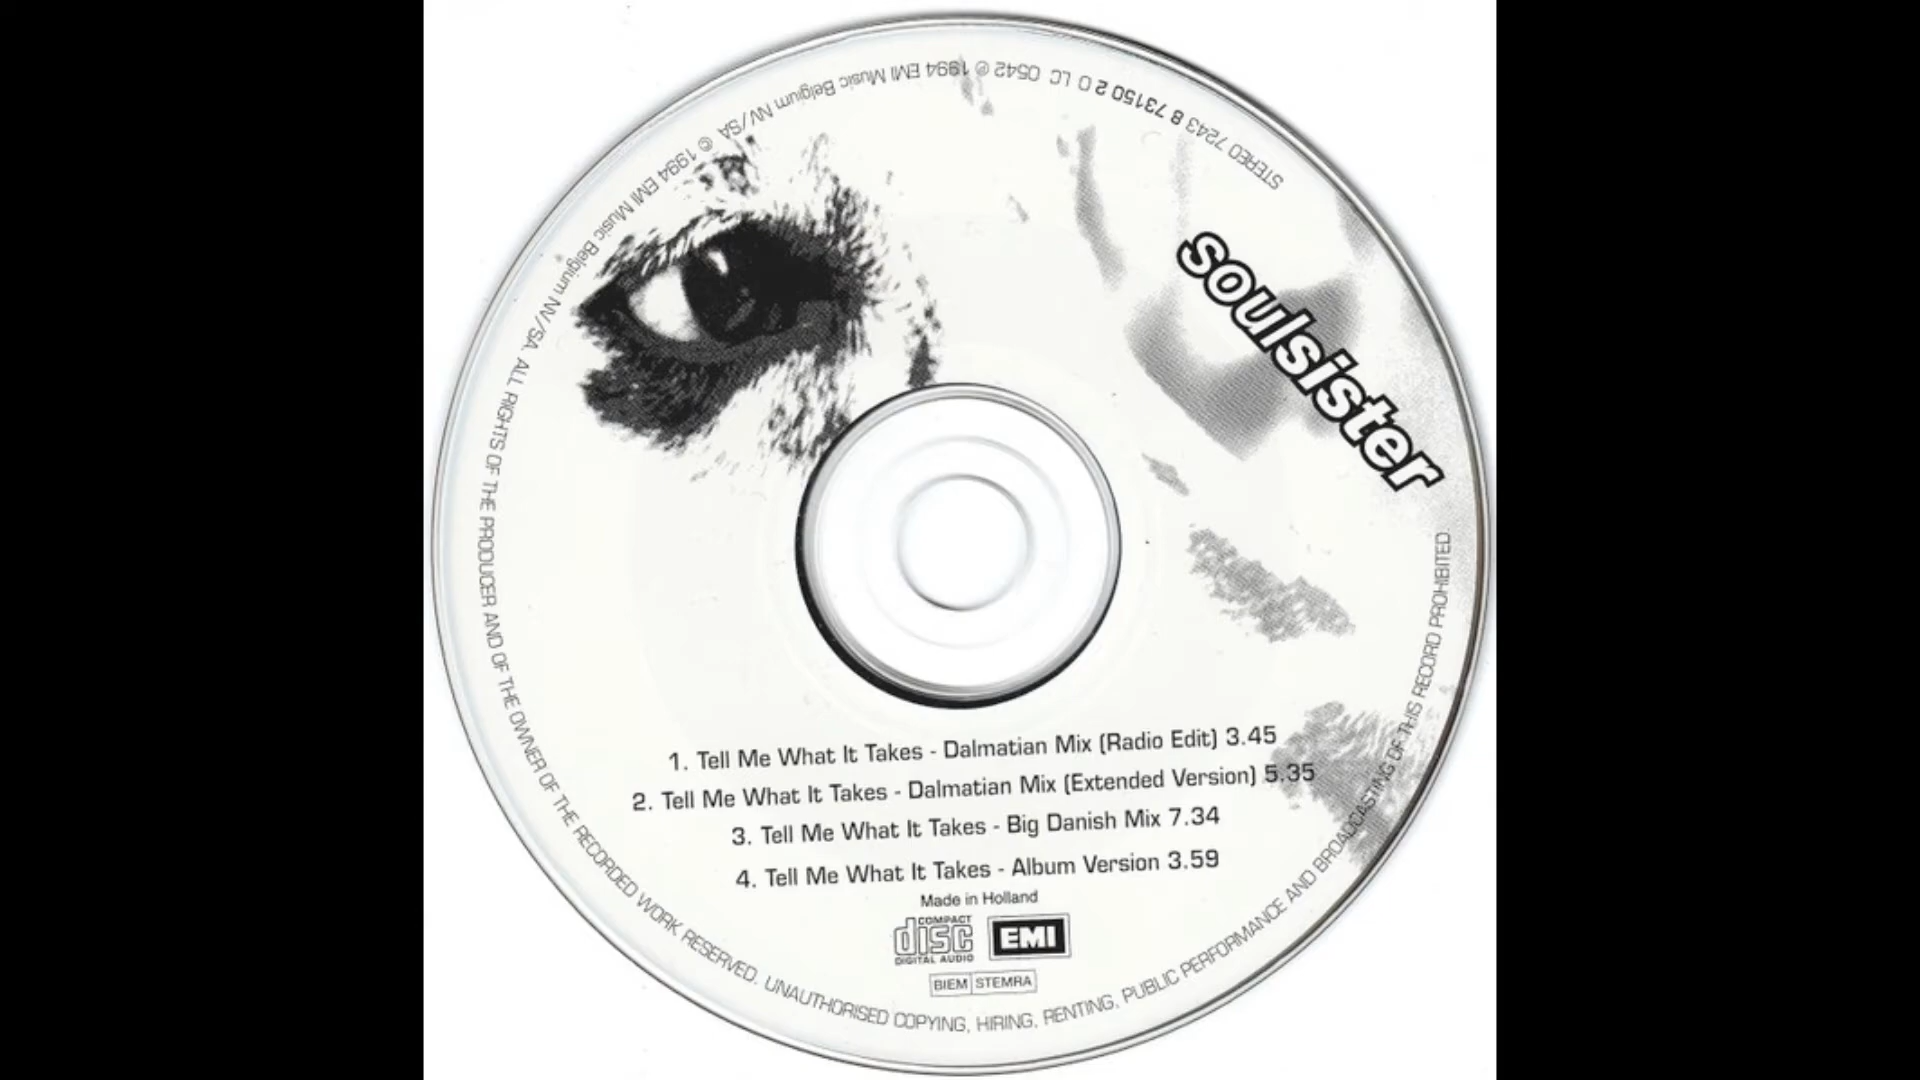 STEREO 7243 8 73150 2 0 LC 0542 ℗ 1994 EMI Music Belgium NV/SA © 1994 EMI Music Belgium NV/SA. ALL RIGHTS OF THE PRODUCER AND OF THE OWNER OF THE RECORDED WORK RESERVED. UNAUTHORISED COPYING, HIRING, RENTING, PUBLIC PERFORMANCE AND BROADCASTING OF THIS RECORD PROHIBITED.
soulsister
1. Tell Me What It Takes - Dalmatian Mix (Radio Edit) 3.45
2. Tell Me What It Takes - Dalmatian Mix (Extended Version) 5.35
3. Tell Me What It Takes - Big Danish Mix 7.34
4. Tell Me What It Takes - Album Version 3.59
Made in Holland
COMPACT
disc
DIGITAL AUDIO
EMI
BIEM STEMRA